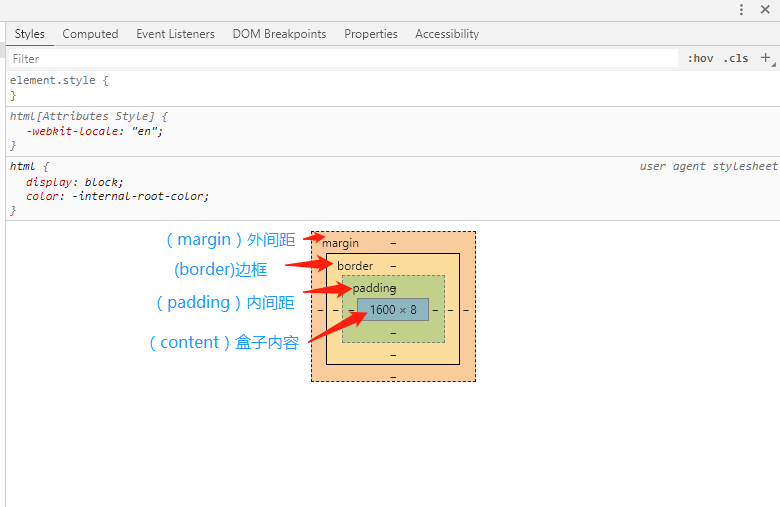 Styles Computed Event Listeners DOM Breakpoints Properties Accessibility
Filter :hov .cls +
element.style {
}
html[Attributes Style] {
-webkit-locale: "en";
}
html { user agent stylesheet
display: block;
color: -internal-root-color;
}
（margin）外间距
margin –
(border)边框
border –
（padding）内间距
padding –
– – – 1600 × 8 – – –
（content）盒子内容
–
–
–